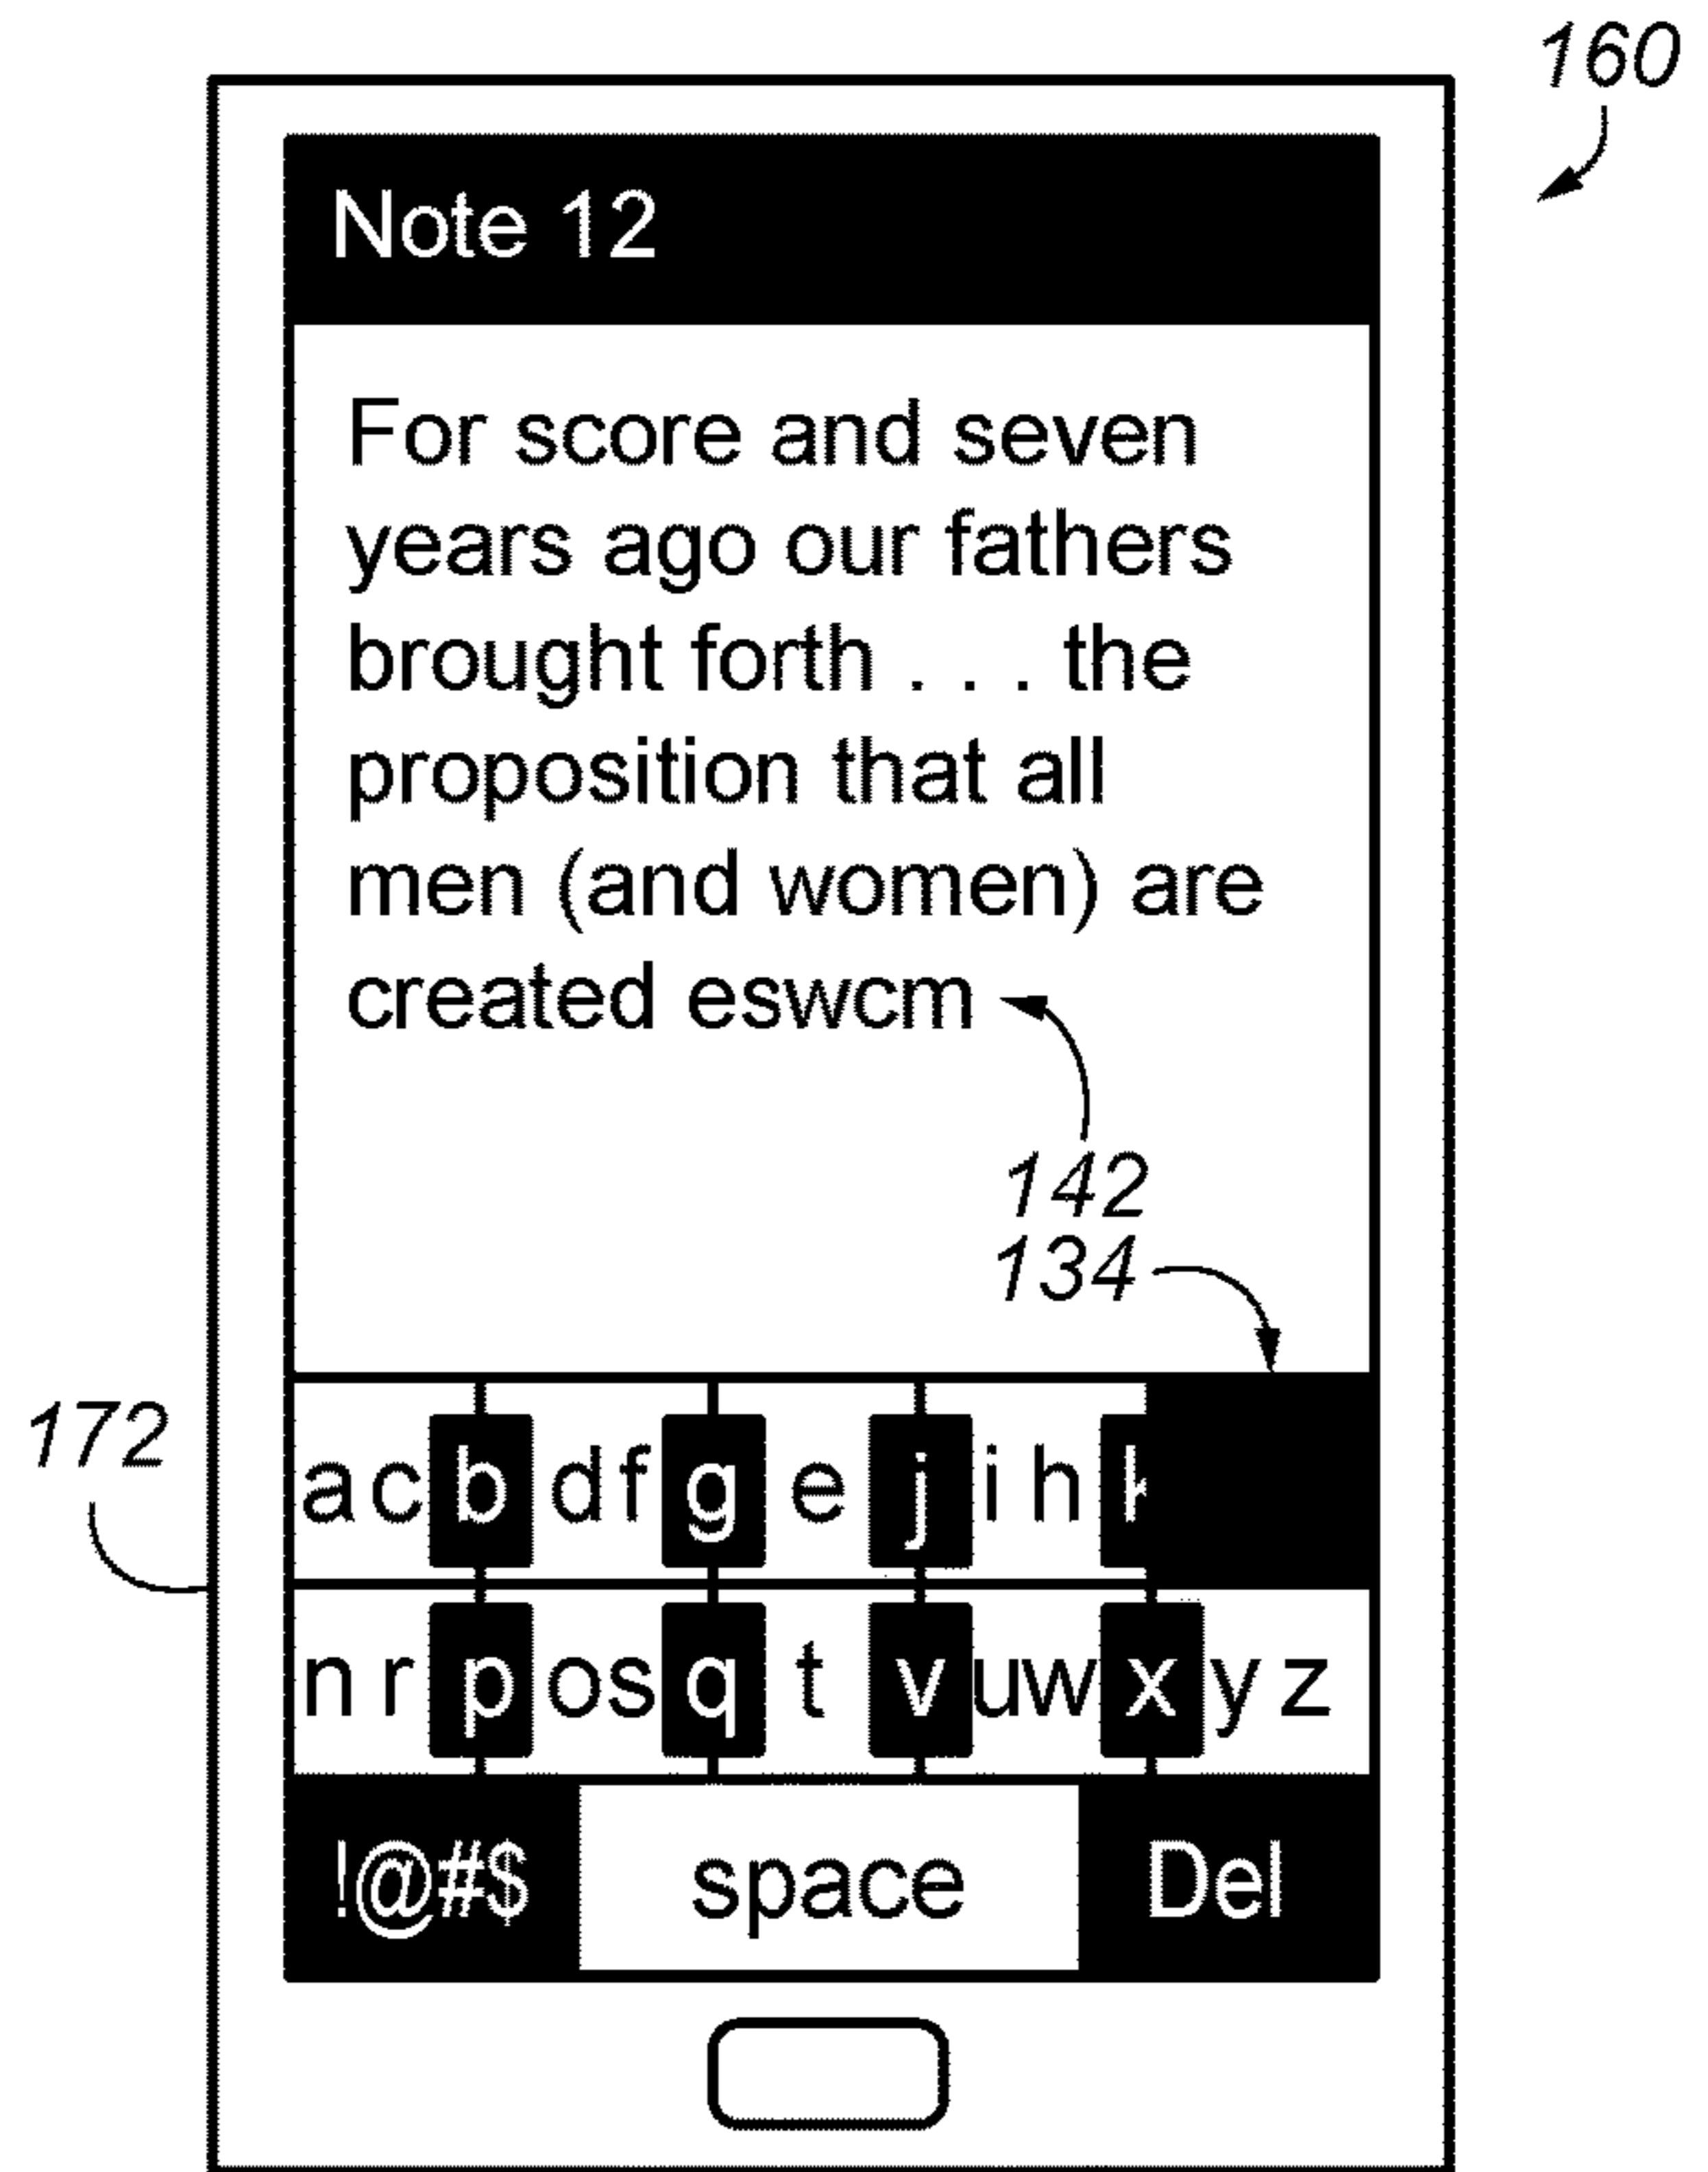 160
Note 12
For score and seven
years ago our fathers
brought forth . . . the
proposition that all
men (and women) are
created eswcm
142
134
172
a c b d f g e j i h
n r p o s q t v u w x y z
!@#$ space Del